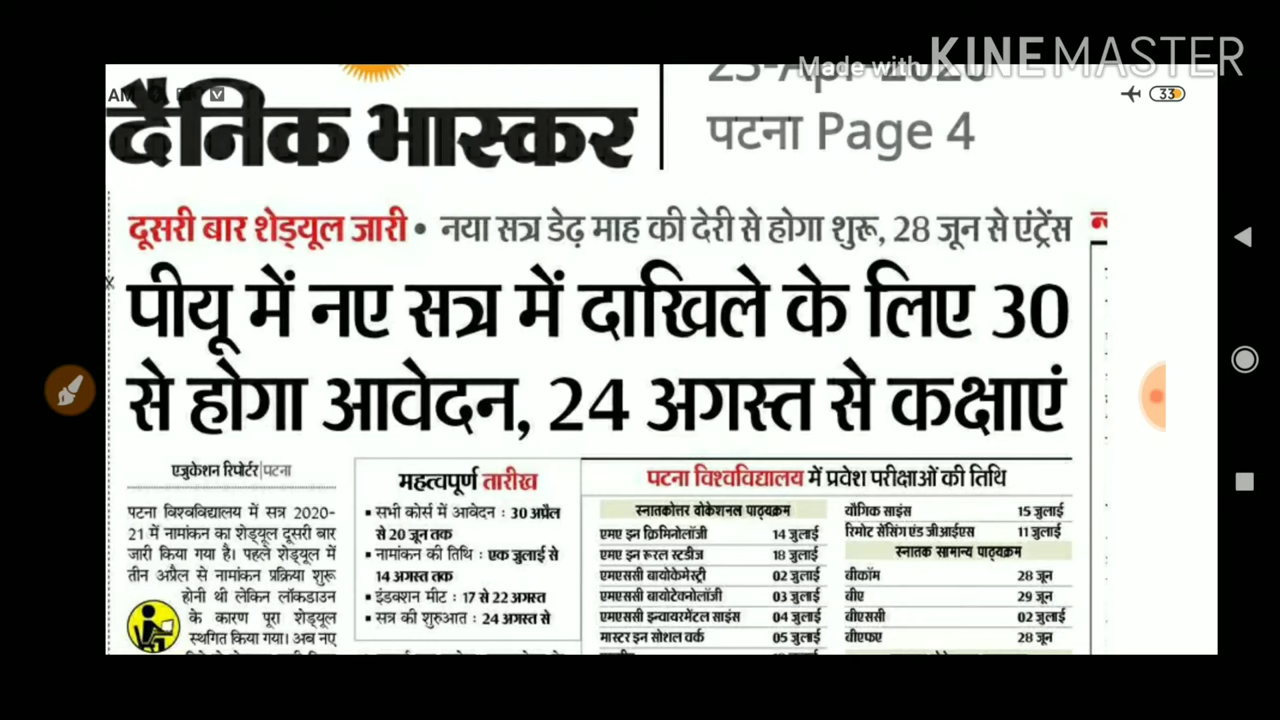 Made with KINEMASTER
AM
33
दैनिक भास्कर
23-Apr-2020
पटना Page 4
दूसरी बार शेड्यूल जारी • नया सत्र डेढ़ माह की देरी से होगा शुरू, 28 जून से एंट्रेंस
पीयू में नए सत्र में दाखिले के लिए 30
से होगा आवेदन, 24 अगस्त से कक्षाएं
एजुकेशन रिपोर्टर|पटना
पटना विश्वविद्यालय में सत्र 2020-
21 में नामांकन का शेड्यूल दूसरी बार
जारी किया गया है। पहले शेड्यूल में
तीन अप्रैल से नामांकन प्रक्रिया शुरू
होनी थी लेकिन लॉकडाउन
के कारण पूरा शेड्यूल
स्थगित किया गया। अब नए
महत्वपूर्ण तारीख
▪ सभी कोर्स में आवेदन : 30 अप्रैल
से 20 जून तक
▪ नामांकन की तिथि : एक जुलाई से
14 अगस्त तक
▪ इंडक्शन मीट : 17 से 22 अगस्त
▪ सत्र की शुरुआत : 24 अगस्त से
पटना विश्वविद्यालय में प्रवेश परीक्षाओं की तिथि
स्नातकोत्तर वोकेशनल पाठ्यक्रम
एमए इन क्रिमिनोलॉजी 14 जुलाई
एमए इन रूरल स्टडीज 18 जुलाई
एमएससी बायोकेमेस्ट्री 02 जुलाई
एमएससी बायोटेक्नोलॉजी 03 जुलाई
एमएससी इन्वायरमेंटल साइंस 04 जुलाई
मास्टर इन सोशल वर्क 05 जुलाई
यौगिक साइंस 15 जुलाई
रिमोट सेंसिंग एंड जीआईएस 11 जुलाई
स्नातक सामान्य पाठ्यक्रम
बीकॉम 28 जून
बीए 29 जून
बीएससी 02 जुलाई
बीएफए 28 जून